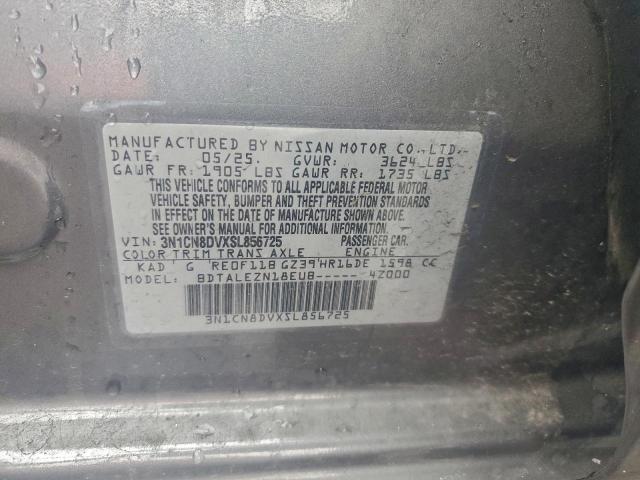 MANUFACTURED BY NISSAN MOTOR CO., LTD.
DATE: 05/25. GVWR: 3624 LBS
GAWR FR: 1905 LBS GAWR RR: 1735 LBS
THIS VEHICLE CONFORMS TO ALL APPLICABLE FEDERAL MOTOR
VEHICLE SAFETY, BUMPER AND THEFT PREVENTION STANDARDS
IN EFFECT ON THE DATE OF MANUFACTURE SHOWN ABOVE.
SEE OWNER'S MANUAL FOR ADDITIONAL INFORMATION.
VIN: 3N1CN8DVXSL856725 PASSENGER CAR.
COLOR TRIM TRANS AXLE ENGINE
KAD G RE0F11B GZ39 HR16DE 1598 CC
MODEL: BDTALEZN18EU8----- 4Z000
3N1CN8DVXSL856725